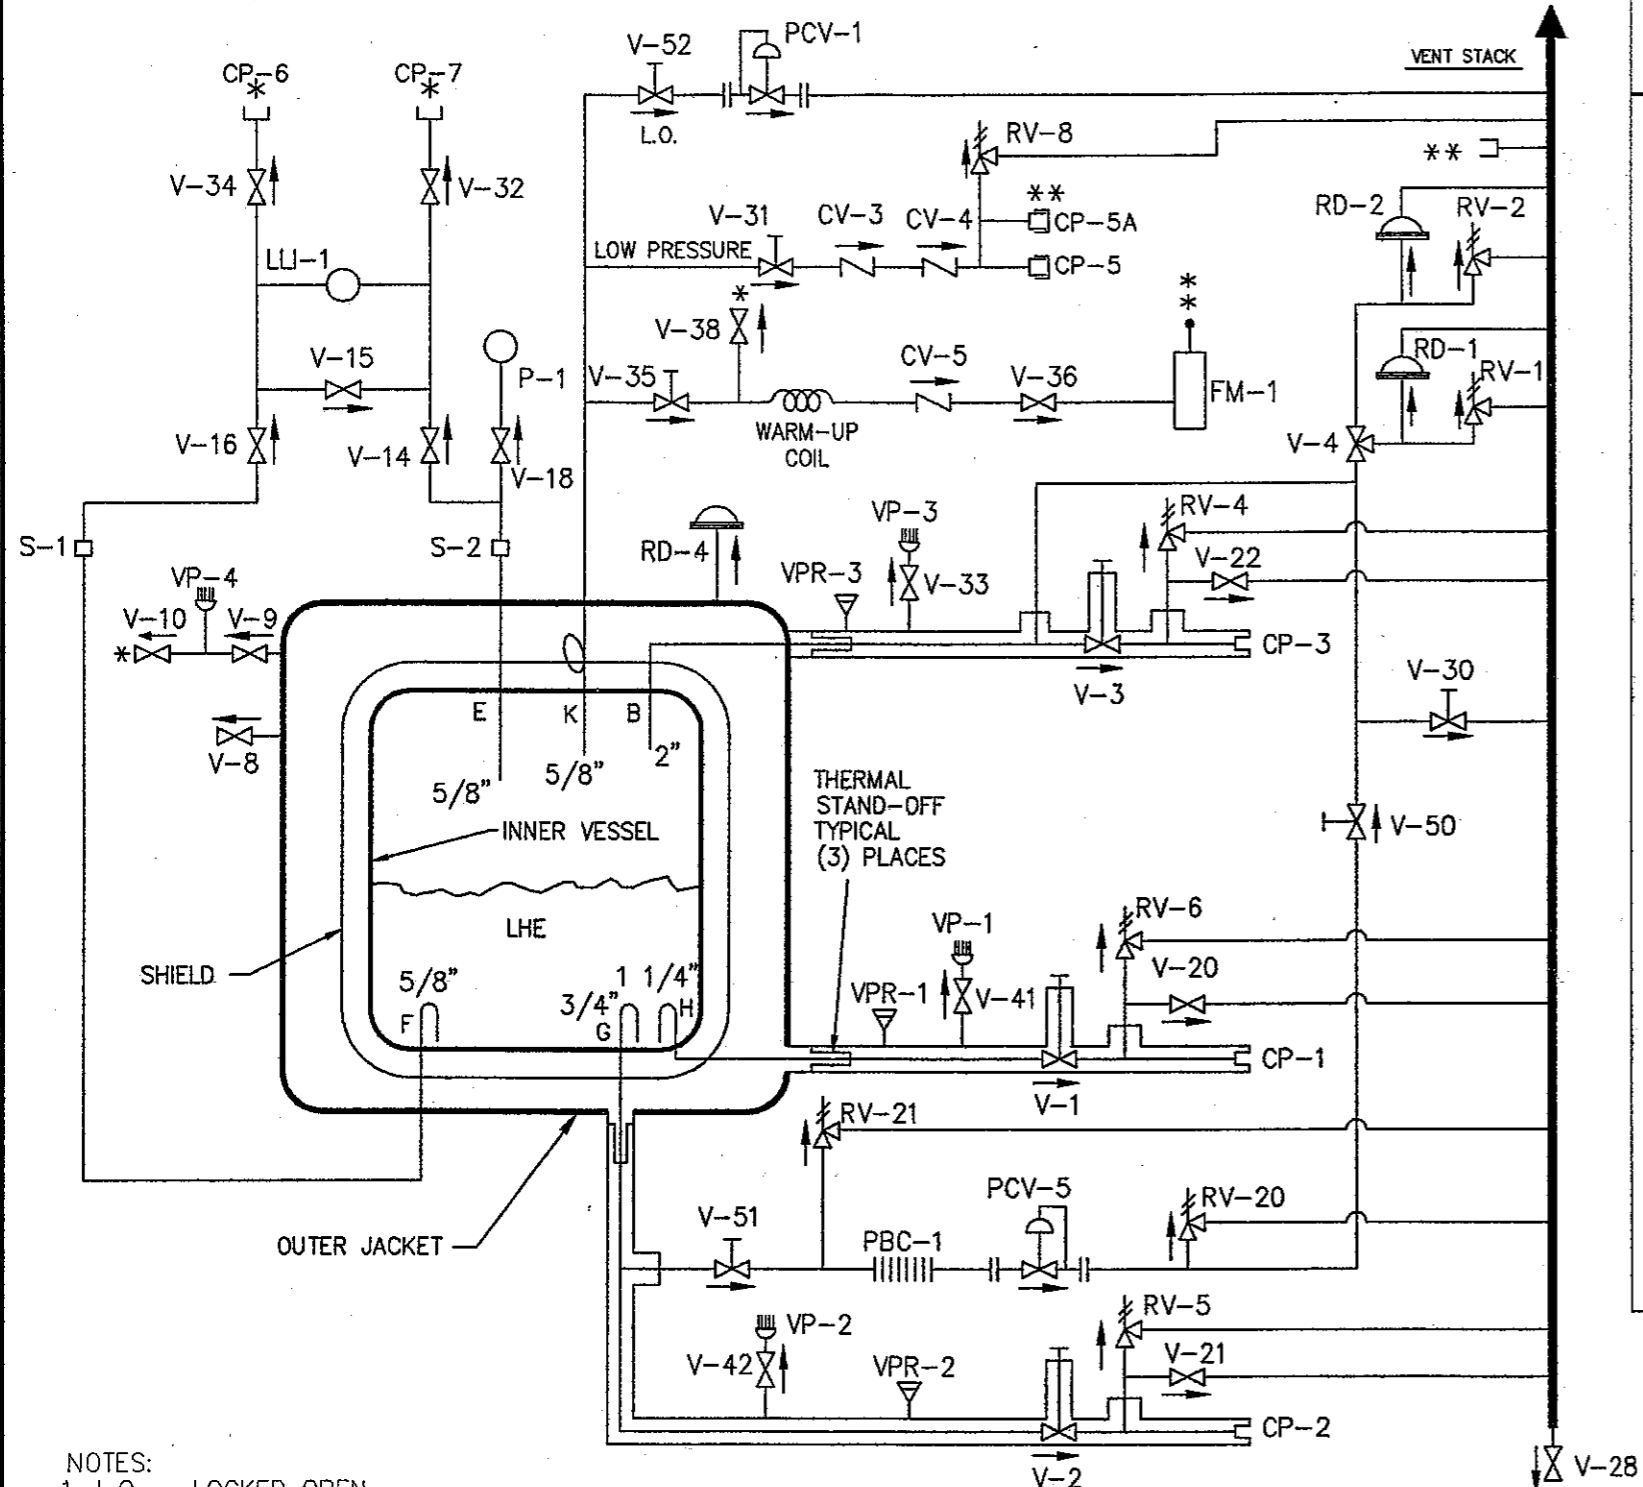 VENT STACK
V-52
PCV-1
L.O.
CP-6
*
CP-7
*
RV-8
**
V-34
V-32
V-31
CV-3
CV-4
**
CP-5A
CP-5
LOW PRESSURE
RD-2
RV-2
LLI-1
*
V-38
*
*
V-15
P-1
V-35
CV-5
V-36
FM-1
WARM-UP
COIL
RD-1
RV-1
V-16
V-14
V-18
V-4
S-1
S-2
RD-4
VP-3
VPR-3
V-33
RV-4
V-22
CP-3
V-3
VP-4
V-10
V-9
*
V-8
V-30
E
K
B
5/8"
5/8"
2"
INNER VESSEL
THERMAL
STAND-OFF
TYPICAL
(3) PLACES
V-50
LHE
SHIELD
5/8"
F
1 1/4"
3/4"
G
H
VP-1
VPR-1
V-41
RV-6
V-20
CP-1
V-1
RV-21
OUTER JACKET
V-51
PBC-1
PCV-5
RV-20
VP-2
V-42
VPR-2
RV-5
V-21
CP-2
V-2
V-28
NOTES:
1. L.O. - LOCKED OPEN